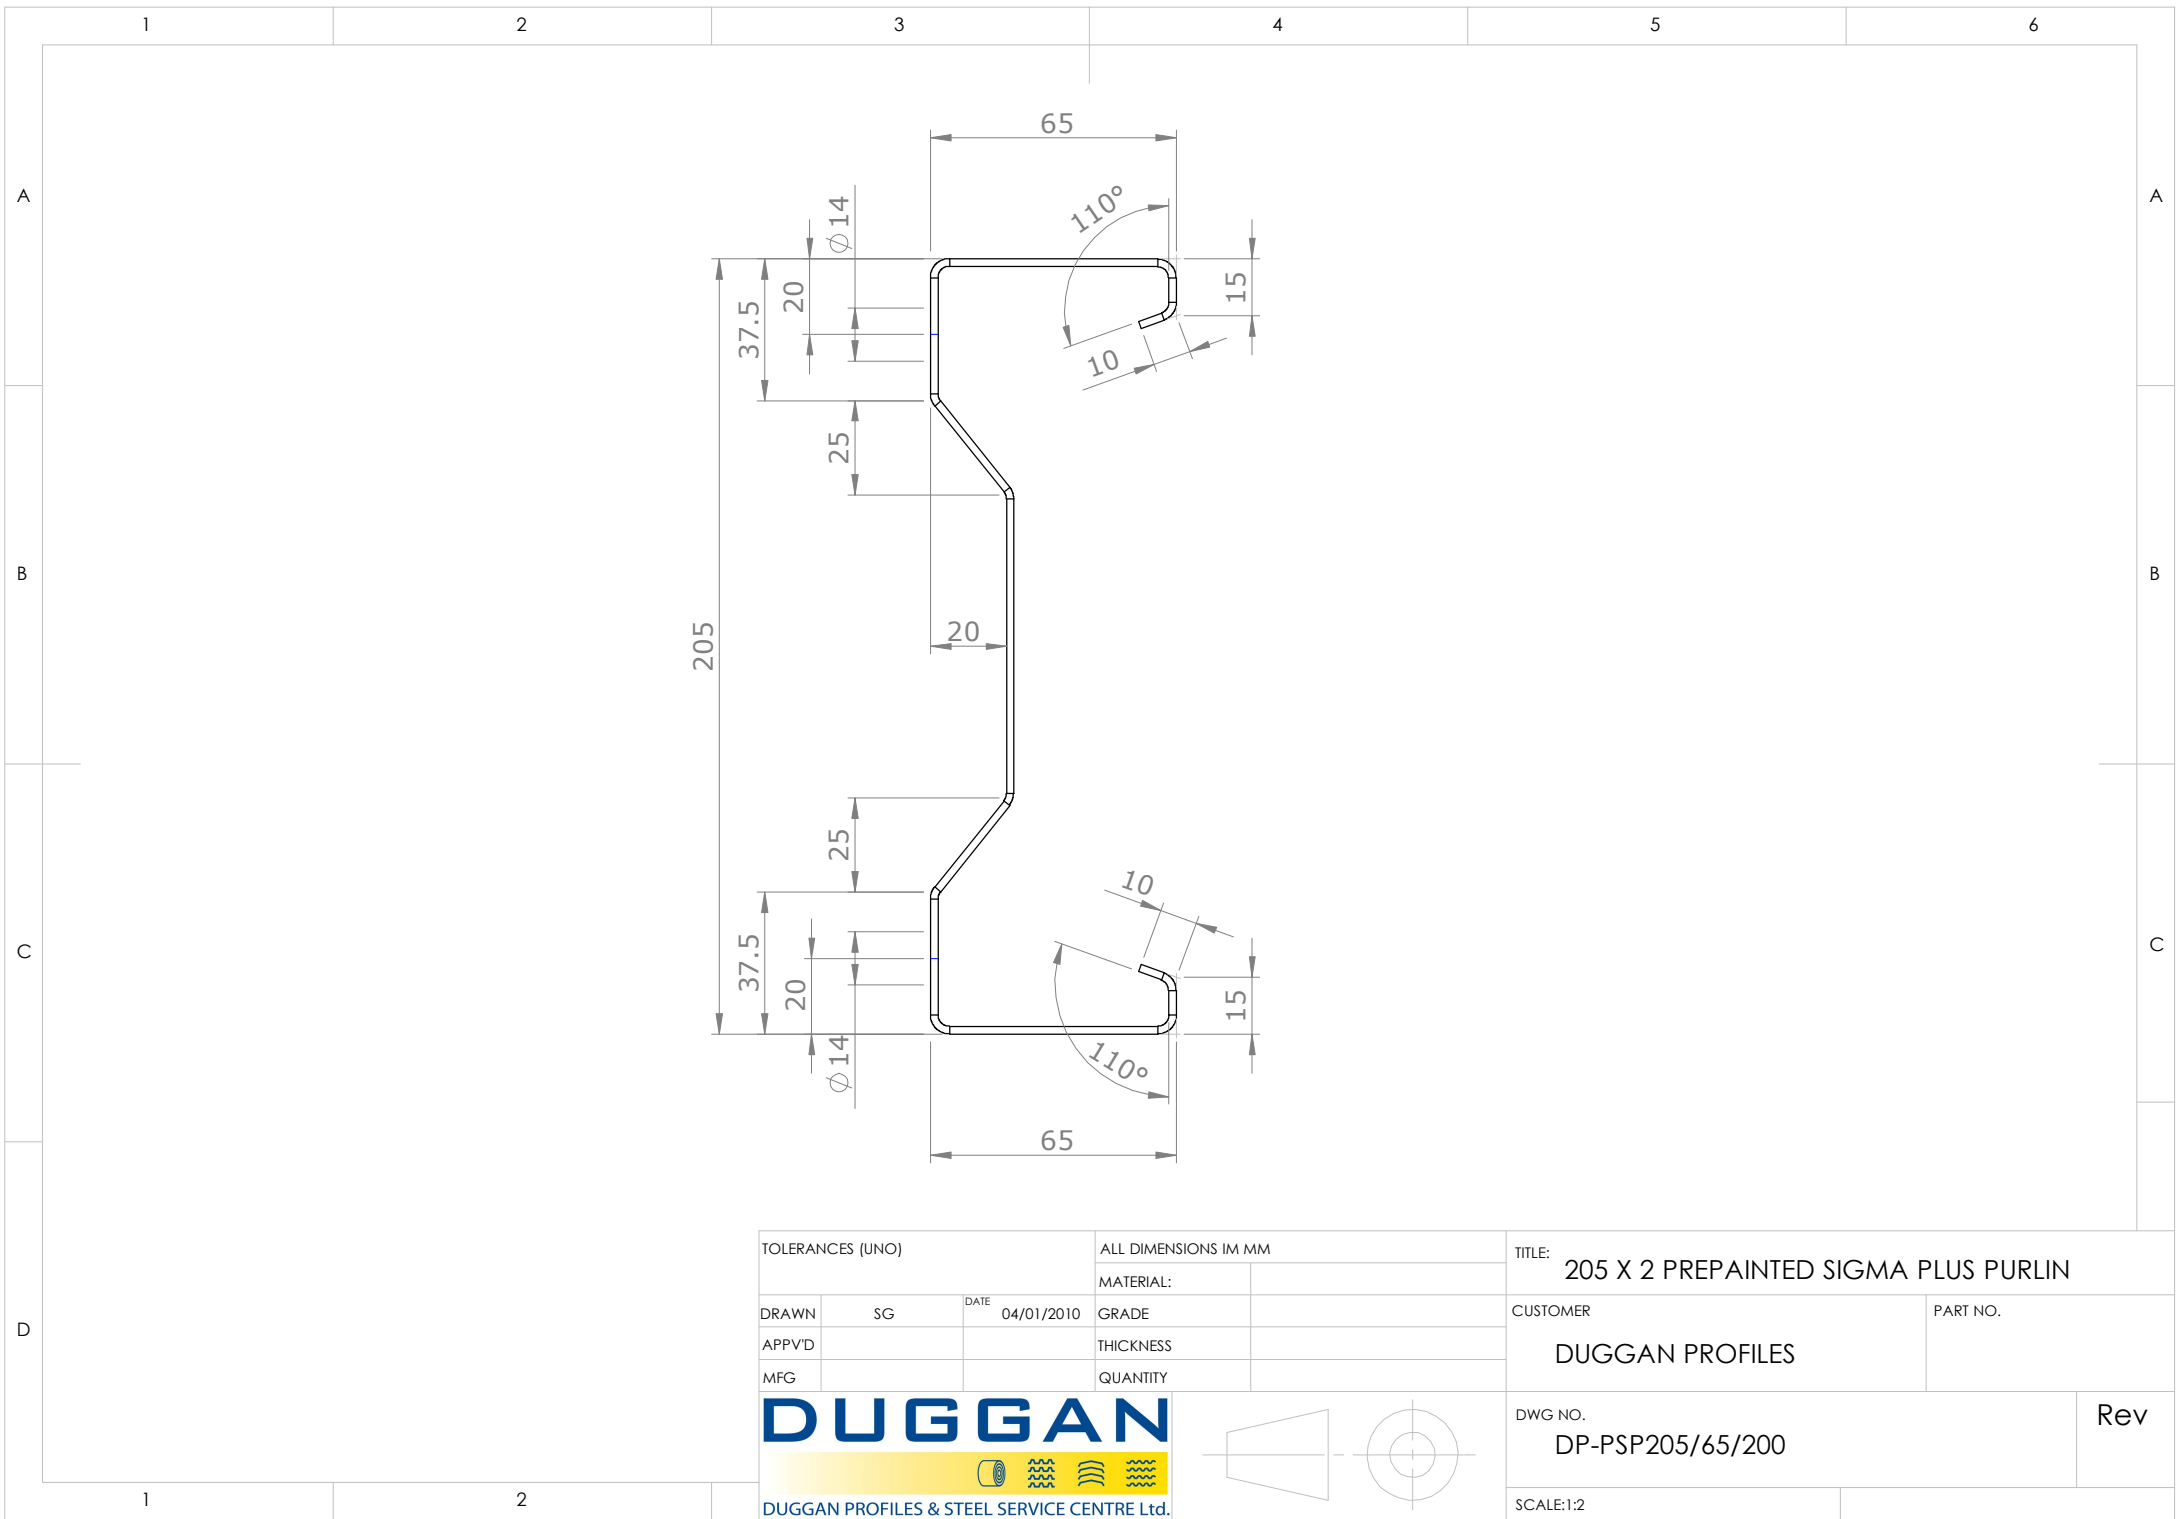 1 2 3 4 5 6
A A
B B
C C
D
1 2
65
110°
⌀14
20
37.5
15
10
25
20
205
25
10
37.5
20
15
⌀14
110°
65
TOLERANCES (UNO)
ALL DIMENSIONS IM MM
MATERIAL:
DRAWN SG DATE 04/01/2010 GRADE
APPV'D THICKNESS
MFG QUANTITY
TITLE: 205 X 2 PREPAINTED SIGMA PLUS PURLIN
CUSTOMER
DUGGAN PROFILES
PART NO.
DUGGAN
DUGGAN PROFILES & STEEL SERVICE CENTRE Ltd.
DWG NO.
DP-PSP205/65/200
Rev
SCALE:1:2